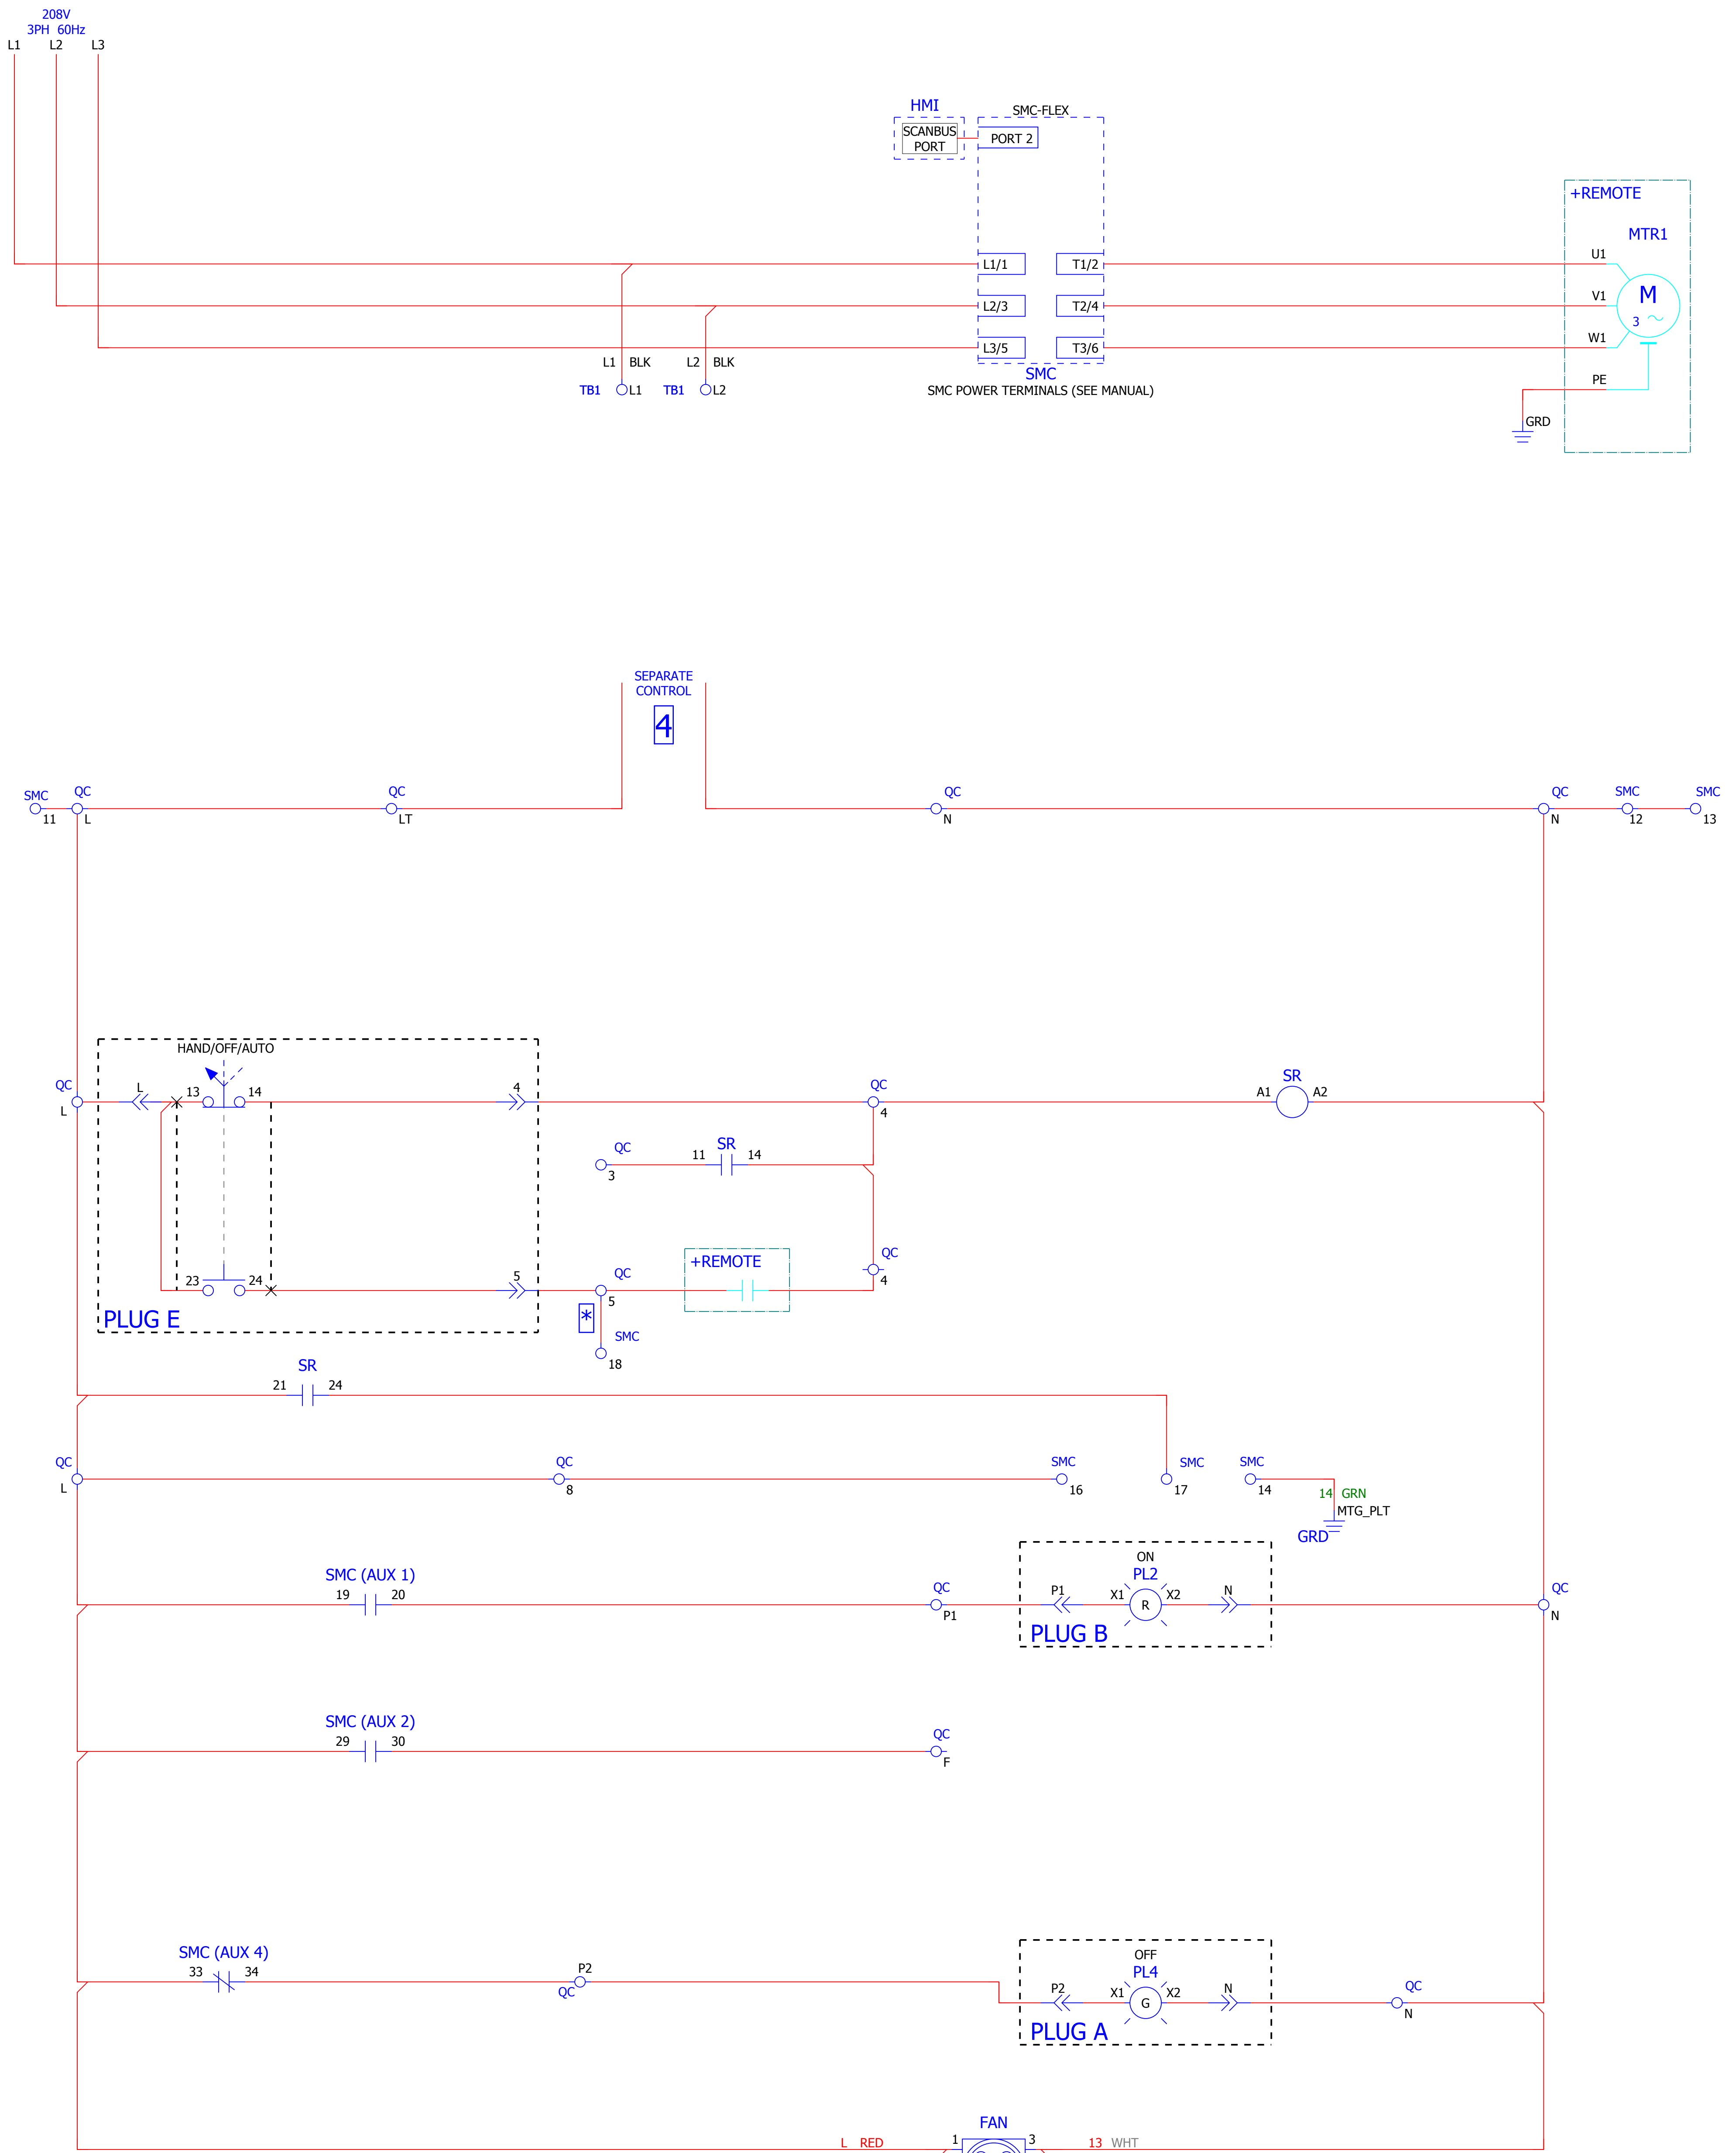 208V
3PH 60Hz
L1 L2 L3
HMI
SCANBUS
PORT
SMC-FLEX
PORT 2
+REMOTE
MTR1
L1/1 T1/2 U1
L2/3 T2/4 V1
M
3
L3/5 T3/6 W1
L1 BLK L2 BLK
TB1 L1 TB1 L2
SMC
SMC POWER TERMINALS (SEE MANUAL)
PE
GRD
SEPARATE
CONTROL
4
SMC QC QC QC QC SMC SMC
11 L LT N N 12 13
HAND/OFF/AUTO
QC L 13 14 4 QC SR
L 4 A1 A2
QC SR
3 11 14
+REMOTE
QC
4
23 24 5 QC
5
PLUG E
*
SMC
18
SR
21 24
QC QC SMC SMC SMC
L 8 16 17 14
14 GRN
MTG_PLT
GRD
ON
SMC (AUX 1) PL2
19 20 QC P1 X1 R X2 N QC
P1 N
PLUG B
SMC (AUX 2)
29 30 QC
F
SMC (AUX 4) OFF
33 34 P2 PL4
QC P2 X1 G X2 N QC
N
PLUG A
FAN
L RED 1 3 13 WHT